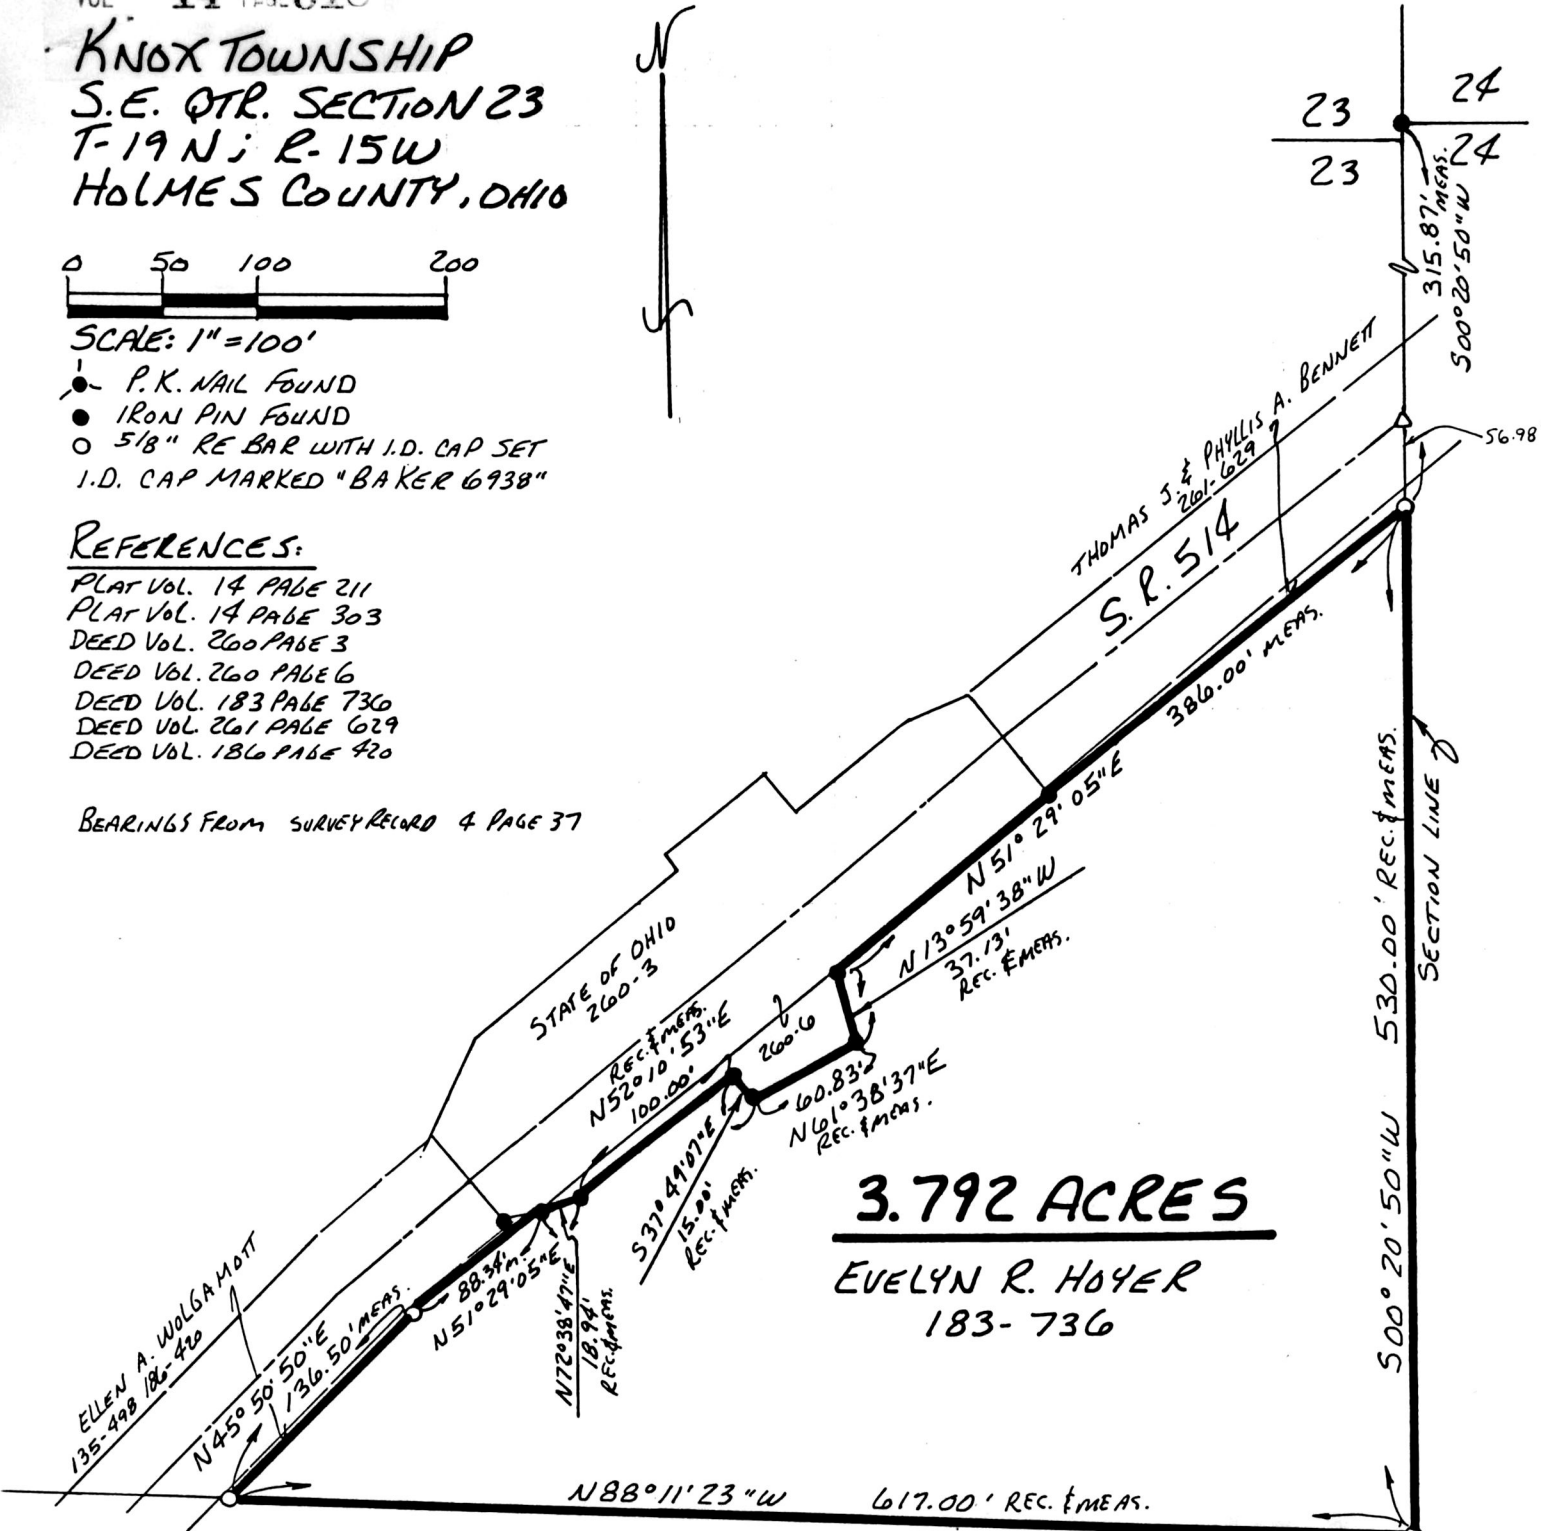 KNOX TOWNSHIP
S.E. QTR. SECTION 23
T-19N; R-15W
HOLMES COUNTY, OHIO
0 50 100 200
SCALE: 1" = 100'
P.K. NAIL FOUND
IRON PIN FOUND
5/8" RE BAR WITH I.D. CAP SET
I.D. CAP MARKED "BAKER 6938"
REFERENCES:
PLAT VOL. 14 PAGE 211
PLAT VOL. 14 PAGE 303
DEED VOL. 260 PAGE 3
DEED VOL. 260 PAGE 6
DEED VOL. 183 PAGE 736
DEED VOL. 261 PAGE 629
DEED VOL. 186 PAGE 420
BEARINGS FROM SURVEY RECORD 4 PAGE 37
N
S
23 24
23 24
315.87' MEAS.
S00°20'50"W
56.98
THOMAS J. & PHYLLIS A. BENNETT
261-629
S.R. 514
386.00' MEAS.
N51°29'05"E
N13°59'38"W
37.13'
REC. & MEAS.
STATE OF OHIO
260-3
REC. & MEAS.
N52°10'53"E
100.00'
260-6
60.83'
N61°38'37"E
REC. & MEAS.
S37°49'07"E
15.00'
REC. & MEAS.
88.34' M.
N51°29'05"E
N72°38'47"E
18.94'
REC. & MEAS.
ELLEN A. WOLGAMOTT
135-498 186-420
N45°50'50"E
136.50' MEAS.
3.792 ACRES
EVELYN R. HOYER
183-736
S00°20'50"W 530.00' REC. & MEAS.
SECTION LINE
N88°11'23"W 617.00' REC. & MEAS.